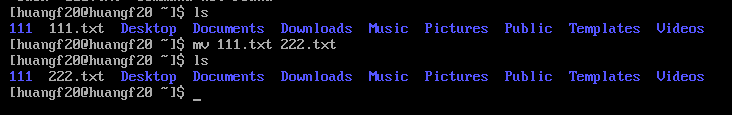 [huangf20@huangf20 ~]$ ls
111  111.txt  Desktop  Documents  Downloads  Music  Pictures  Public  Templates  Videos
[huangf20@huangf20 ~]$ mv 111.txt 222.txt
[huangf20@huangf20 ~]$ ls
111  222.txt  Desktop  Documents  Downloads  Music  Pictures  Public  Templates  Videos
[huangf20@huangf20 ~]$ _